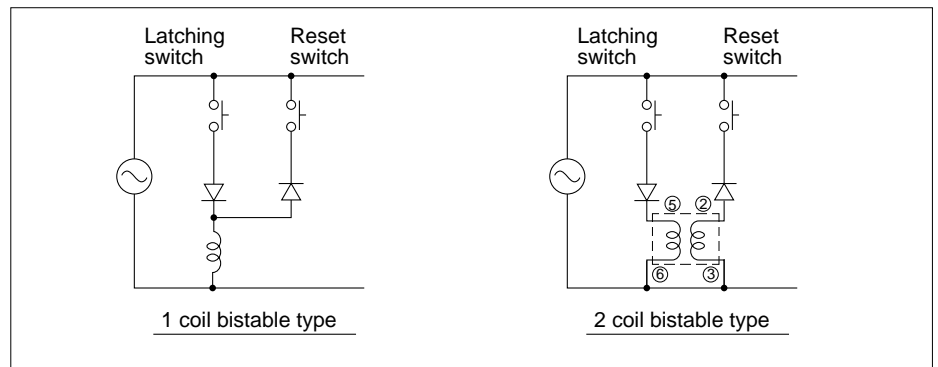 Latching
switch
Reset
switch
1 coil bistable type
Latching
switch
Reset
switch
⑤ ②
⑥ ③
2 coil bistable type